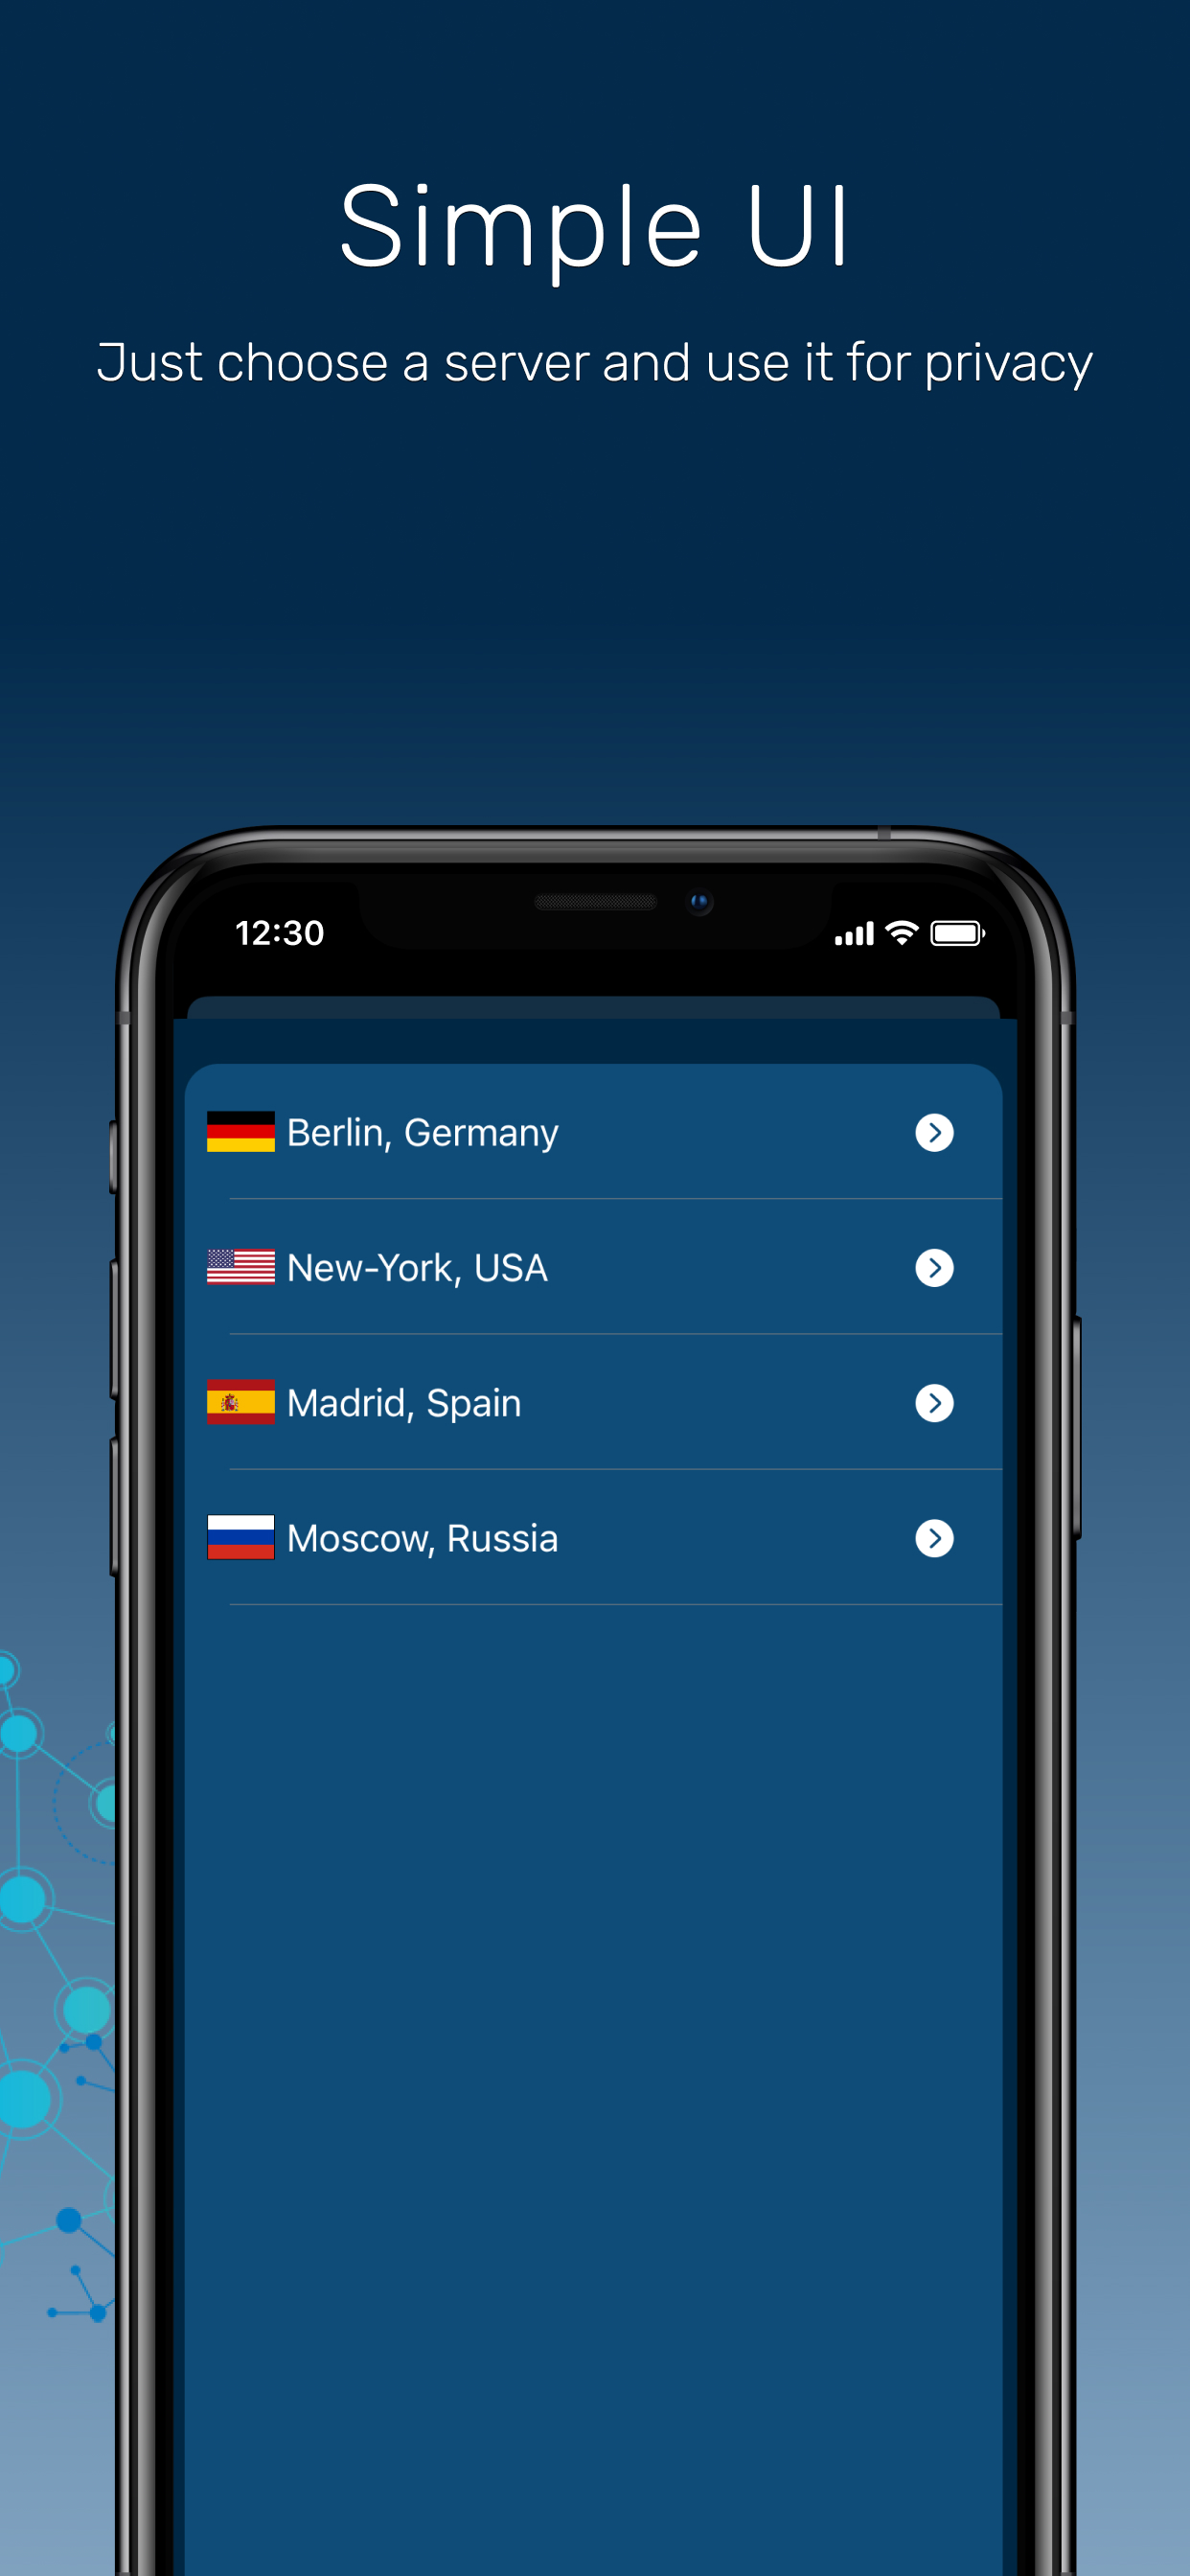 Simple UI
Just choose a server and use it for privacy
12:30
Berlin, Germany
New-York, USA
Madrid, Spain
Moscow, Russia